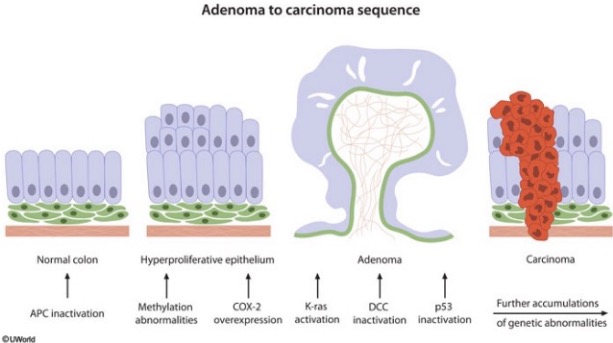 Adenoma to carcinoma sequence
Normal colon
Hyperproliferative epithelium
Adenoma
Carcinoma
APC inactivation
Methylation
abnormalities
COX-2
overexpression
K-ras
activation
DCC
inactivation
p53
inactivation
Further accumulations
of genetic abnormalities
©UWorld